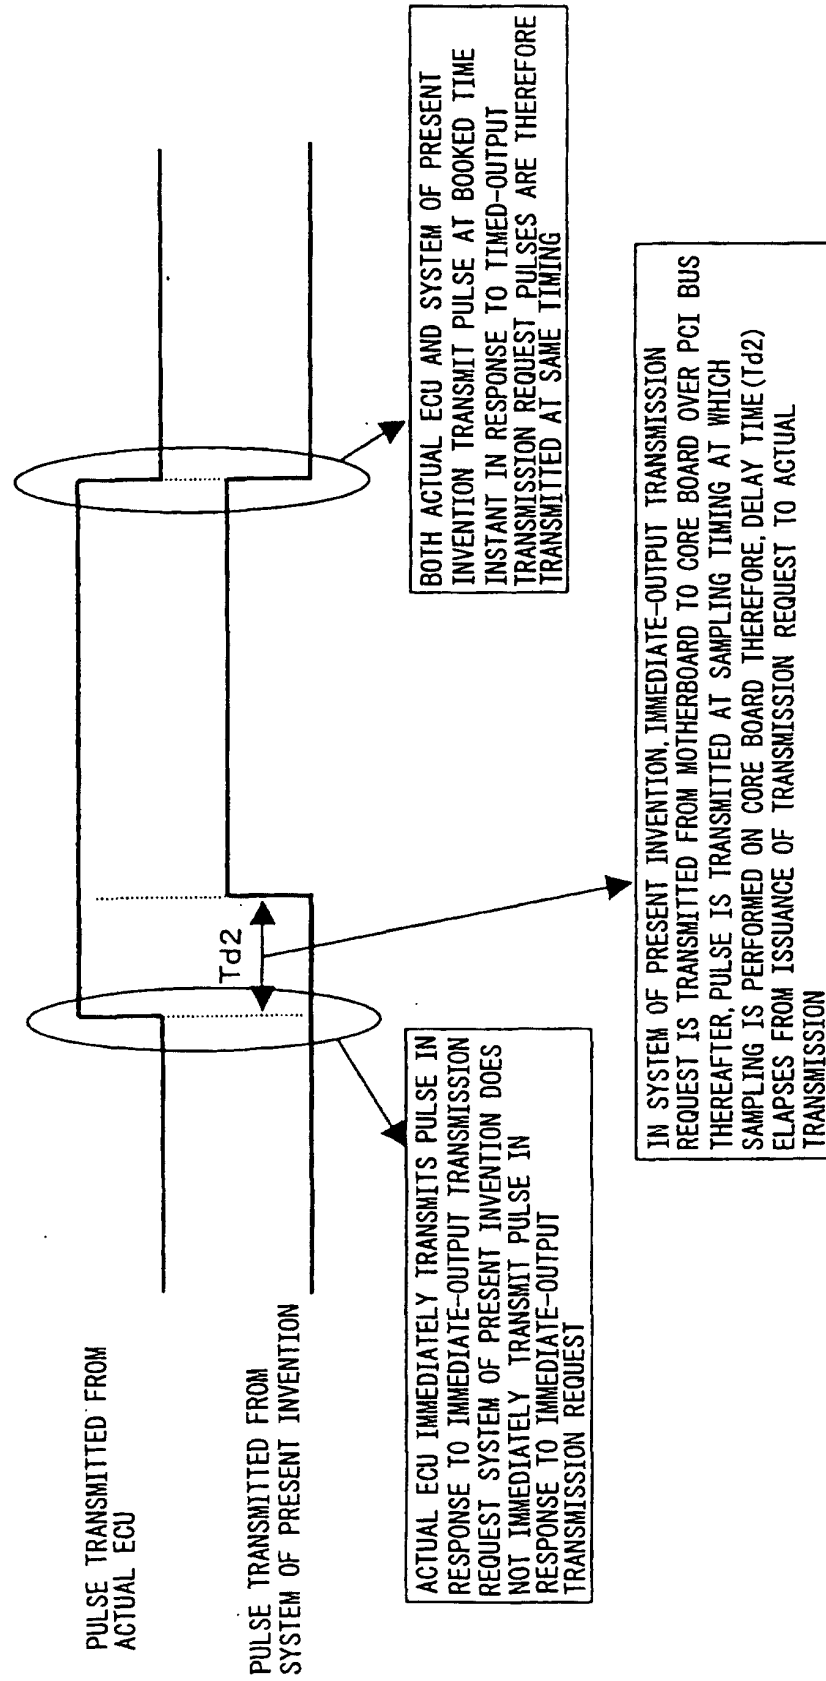 PULSE TRANSMITTED FROM
ACTUAL ECU
PULSE TRANSMITTED FROM
SYSTEM OF PRESENT INVENTION
Td2
ACTUAL ECU IMMEDIATELY TRANSMITS PULSE IN
RESPONSE TO IMMEDIATE-OUTPUT TRANSMISSION
REQUEST SYSTEM OF PRESENT INVENTION DOES
NOT IMMEDIATELY TRANSMIT PULSE IN
RESPONSE TO IMMEDIATE-OUTPUT
TRANSMISSION REQUEST
BOTH ACTUAL ECU AND SYSTEM OF PRESENT
INVENTION TRANSMIT PULSE AT BOOKED TIME
INSTANT IN RESPONSE TO TIMED-OUTPUT
TRANSMISSION REQUEST PULSES ARE THEREFORE
TRANSMITTED AT SAME TIMING
IN SYSTEM OF PRESENT INVENTION, IMMEDIATE-OUTPUT TRANSMISSION
REQUEST IS TRANSMITTED FROM MOTHERBOARD TO CORE BOARD OVER PCI BUS
THEREAFTER, PULSE IS TRANSMITTED AT SAMPLING TIMING AT WHICH
SAMPLING IS PERFORMED ON CORE BOARD THEREFORE, DELAY TIME(Td2)
ELAPSES FROM ISSUANCE OF TRANSMISSION REQUEST TO ACTUAL
TRANSMISSION